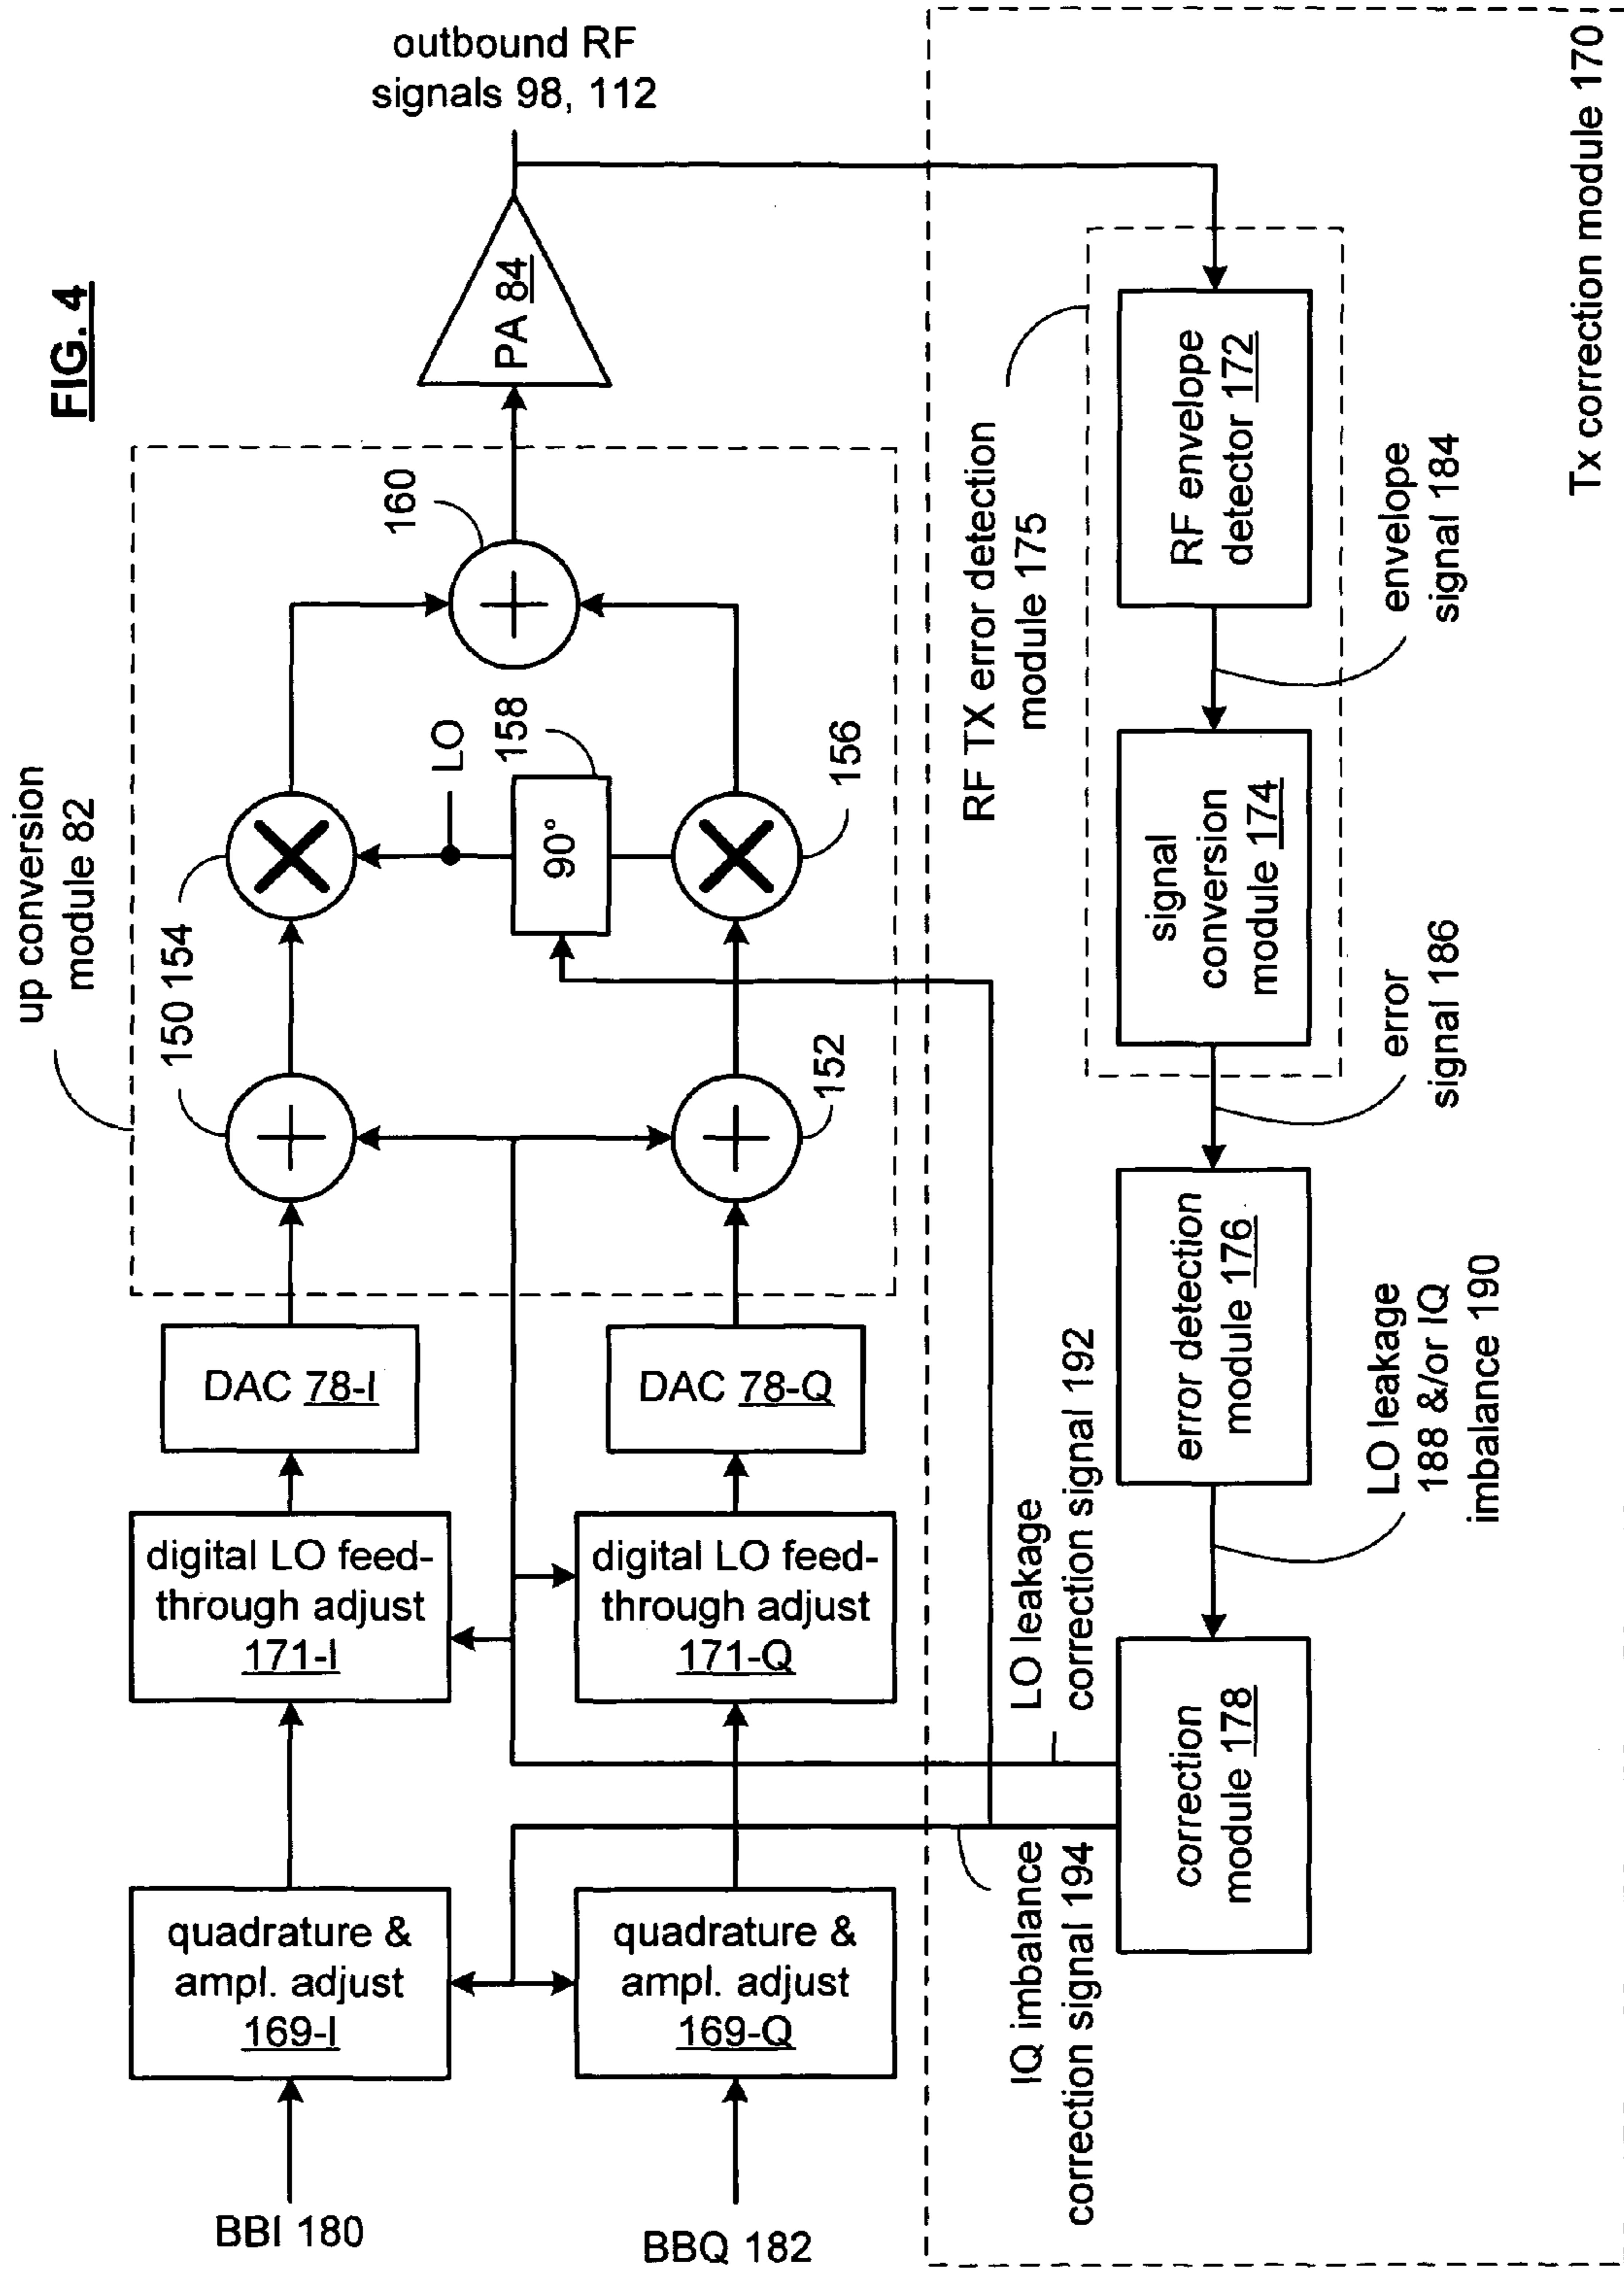 FIG. 4
up conversion
module 82
outbound RF
signals 98, 112
BBI 180
quadrature &
ampl. adjust
169-I
digital LO feed-
through adjust
171-I
DAC 78-I
150
154
160
LO
90°
158
PA 84
BBQ 182
quadrature &
ampl. adjust
169-Q
digital LO feed-
through adjust
171-Q
DAC 78-Q
152
156
IQ imbalance
correction signal 194
LO leakage
correction signal 192
RF TX error detection
module 175
correction
module 178
error detection
module 176
signal
conversion
module 174
RF envelope
detector 172
LO leakage
188 &/or IQ
imbalance 190
error
signal 186
envelope
signal 184
Tx correction module 170